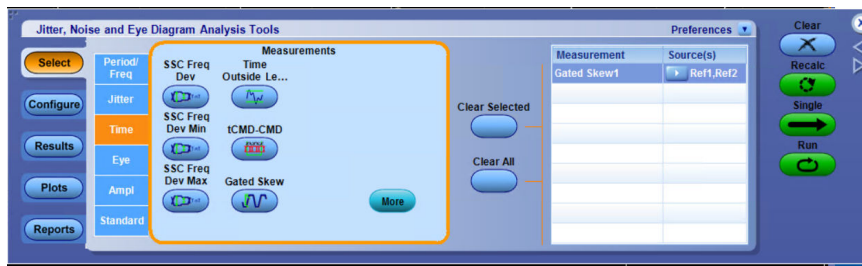 Jitter, Noise and Eye Diagram Analysis Tools
Preferences
Clear
Select
Configure
Results
Plots
Reports
Period/
Freq
Jitter
Time
Eye
Ampl
Standard
Measurements
SSC Freq
Dev
Time
Outside Le...
SSC Freq
Dev Min
tCMD-CMD
SSC Freq
Dev Max
Gated Skew
More
Clear Selected
Clear All
Measurement
Source(s)
Gated Skew1
Ref1,Ref2
Recalc
Single
Run